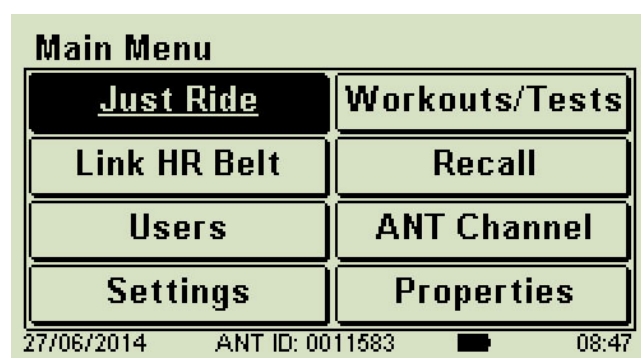 Main Menu
Just Ride
Workouts/Tests
Link HR Belt
Recall
Users
ANT Channel
Settings
Properties
27/06/2014 ANT ID: 0011583 08:47